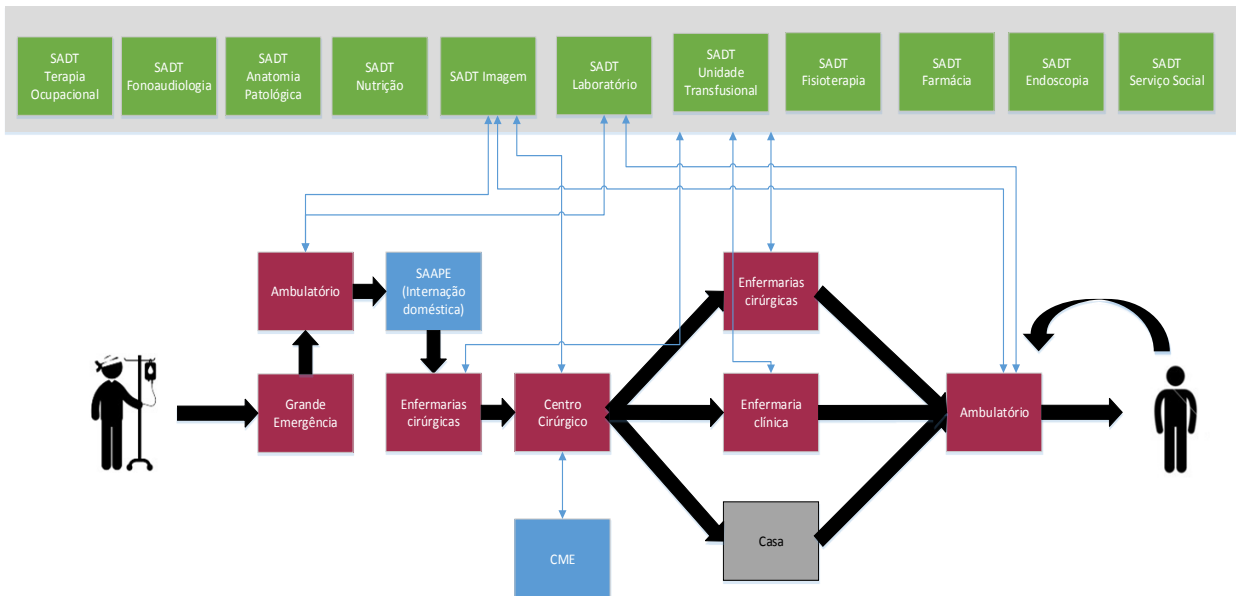 SADT
Terapia
Ocupacional
SADT
Fonoaudiologia
SADT
Anatomia
Patológica
SADT
Nutrição
SADT Imagem
SADT
Laboratório
SADT
Unidade
Transfusional
SADT
Fisioterapia
SADT
Farmácia
SADT
Endoscopia
SADT
Serviço Social
Ambulatório
SAAPE
(Internação
doméstica)
Enfermarias
cirúrgicas
Grande
Emergência
Enfermarias
cirúrgicas
Centro
Cirúrgico
Enfermaria
clínica
Ambulatório
CME
Casa